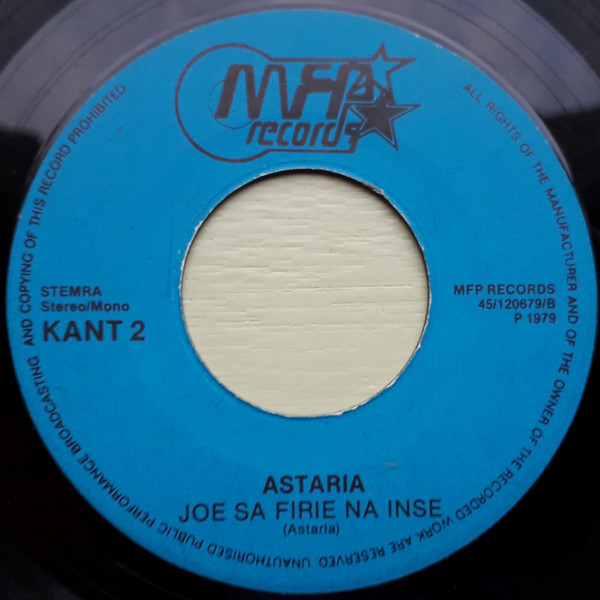 MFP
records
STEMRA
Stereo/Mono
KANT 2
MFP RECORDS
45/120679/B
P 1979
ASTARIA
JOE SA FIRIE NA INSE
(Astaria)
ALL RIGHTS OF THE MANUFACTURER AND OF THE OWNER OF THE RECORDED WORK ARE RESERVED. UNAUTHORISED PUBLIC PERFORMANCE BROADCASTING AND COPYING OF THIS RECORD PROHIBITED